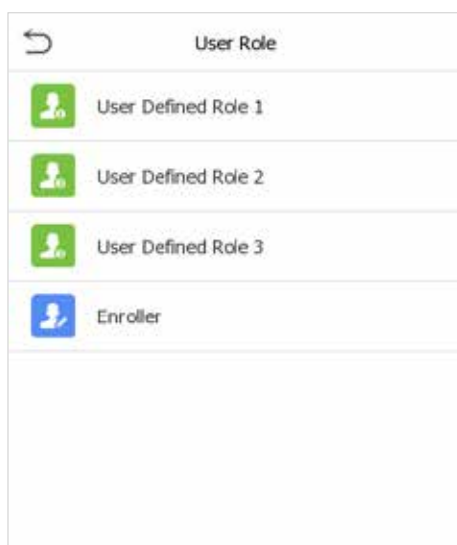 User Role
User Defined Role 1
User Defined Role 2
User Defined Role 3
Enroller